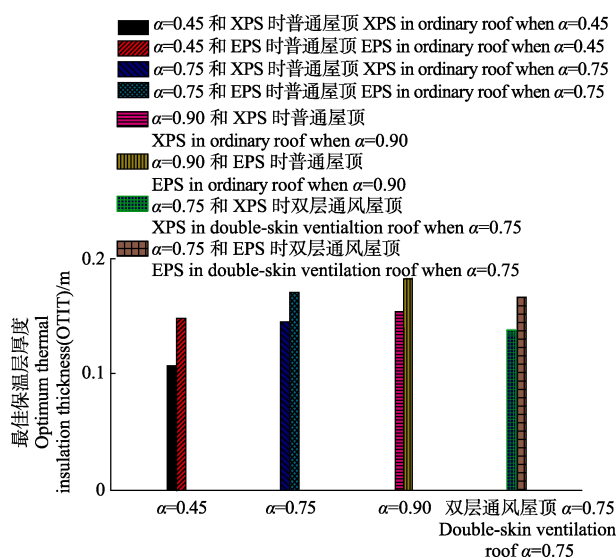 α=0.45 和 XPS 时普通屋顶 XPS in ordinary roof when α=0.45
α=0.45 和 EPS 时普通屋顶 EPS in ordinary roof when α=0.45
α=0.75 和 XPS 时普通屋顶 XPS in ordinary roof when α=0.75
α=0.75 和 EPS 时普通屋顶 EPS in ordinary roof when α=0.75
α=0.90 和 XPS 时普通屋顶
XPS in ordinary roof when α=0.90
α=0.90 和 EPS 时普通屋顶
EPS in ordinary roof when α=0.90
α=0.75 和 XPS 时双层通风屋顶
XPS in double-skin ventialtion roof when α=0.75
α=0.75 和 EPS 时双层通风屋顶
EPS in double-skin ventilation roof when α=0.75
最佳保温层厚度
Optimum thermal
insulation thickness(OTIT)/m
0.2
0.1
0
α=0.45
α=0.75
α=0.90
双层通风屋顶 α=0.75
Double-skin ventilation
roof α=0.75